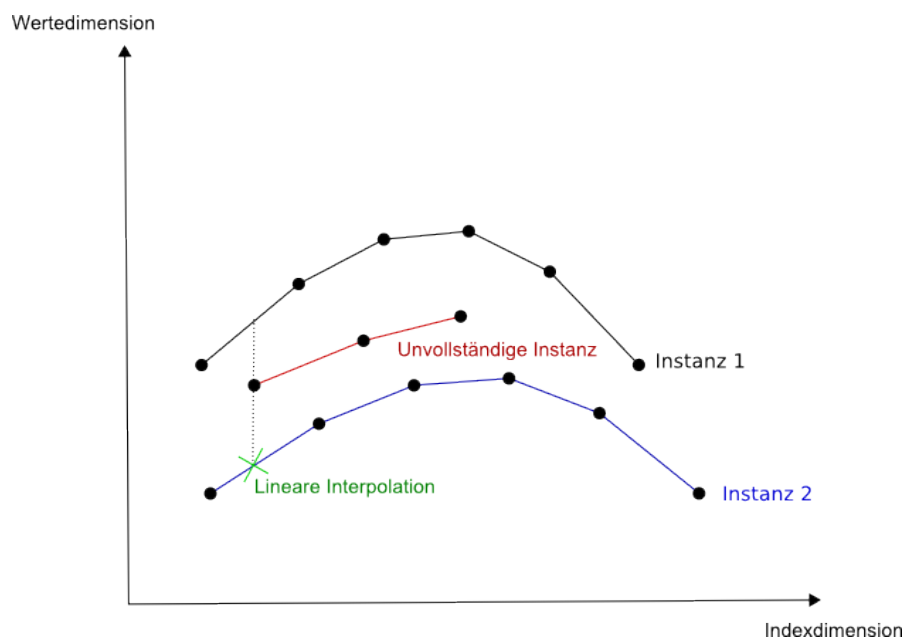 Wertedimension
Unvollständige Instanz
Instanz 1
Lineare Interpolation
Instanz 2
Indexdimension